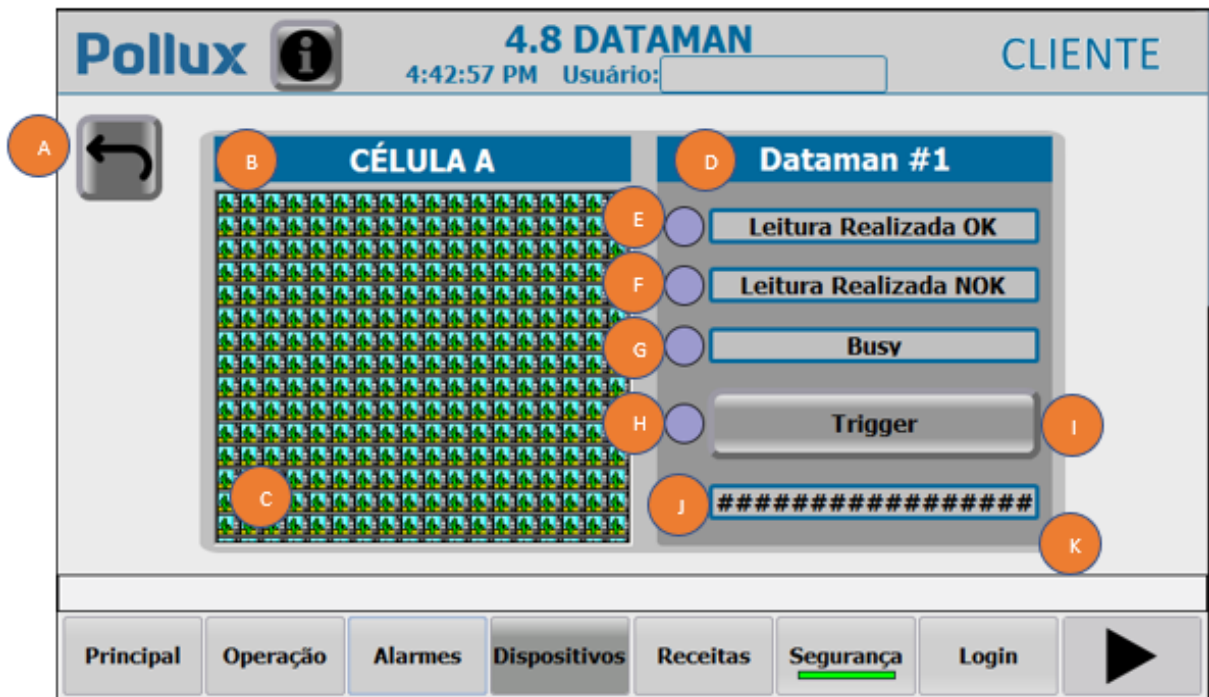 Pollux
4.8 DATAMAN
4:42:57 PM Usuário:
CLIENTE
A
B
CÉLULA A
D
Dataman #1
E
Leitura Realizada OK
F
Leitura Realizada NOK
G
Busy
H
Trigger
I
C
J
#################
K
Principal
Operação
Alarmes
Dispositivos
Receitas
Segurança
Login